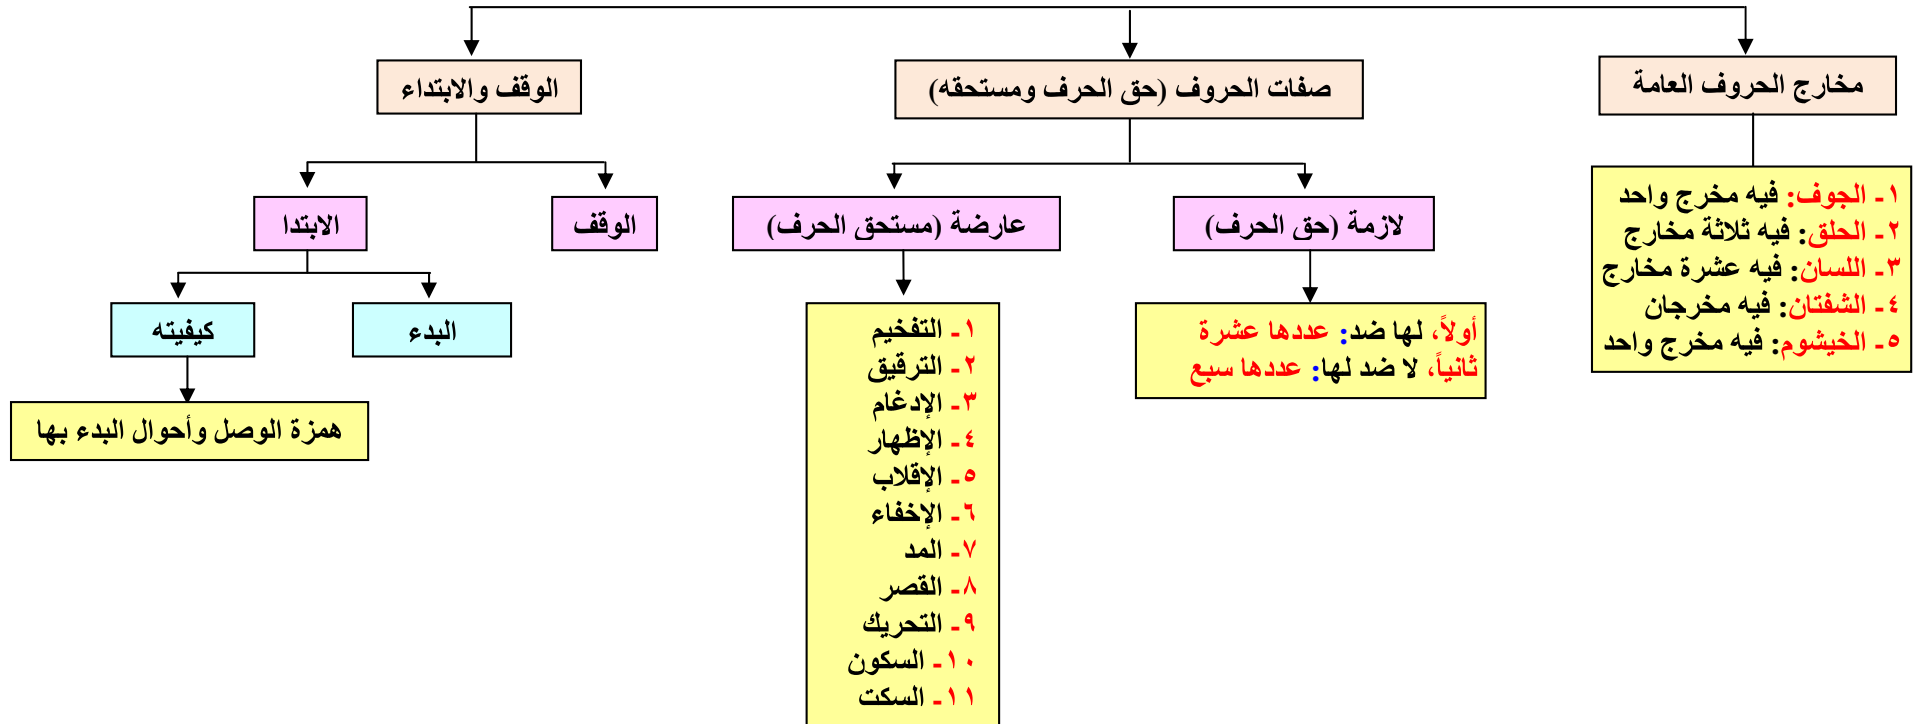 مخارج الحروف العامة
١- الجوف: فيه مخرج واحد
٢- الحلق: فيه ثلاثة مخارج
٣- اللسان: فيه عشرة مخارج
٤- الشفتان: فيه مخرجان
٥- الخيشوم: فيه مخرج واحد
صفات الحروف (حق الحرف ومستحقه)
لازمة (حق الحرف)
أولاً، لها ضد: عددها عشرة
ثانياً، لا ضد لها: عددها سبع
عارضة (مستحق الحرف)
١- التفخيم
٢- الترقيق
٣- الإدغام
٤- الإظهار
٥- الإقلاب
٦- الإخفاء
٧- المد
٨- القصر
٩- التحريك
١٠- السكون
١١- السكت
الوقف والابتداء
الوقف
الابتدا
البدء
كيفيته
همزة الوصل وأحوال البدء بها